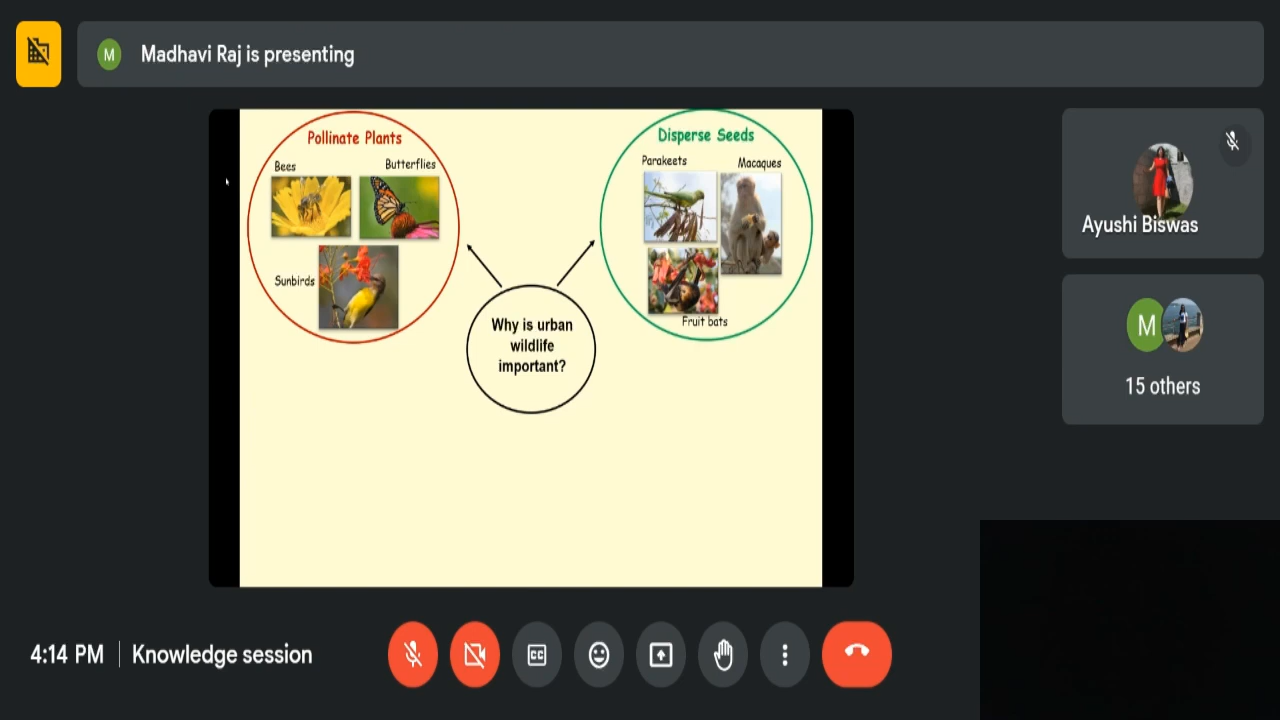 M Madhavi Raj is presenting
Pollinate Plants
Bees
Butterflies
Sunbirds
Disperse Seeds
Parakeets
Macaques
Fruit bats
Why is urban
wildlife
important?
Ayushi Biswas
M
15 others
4:14 PM | Knowledge session
CC